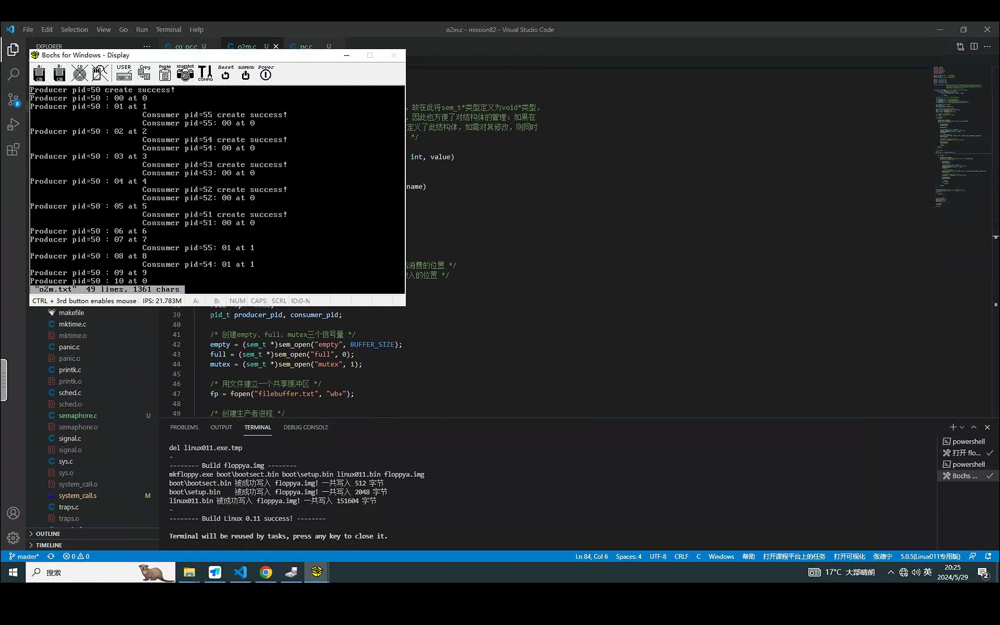 File Edit Selection View Go Run Terminal Help
o2m.c - mission82 - Visual Studio Code
EXPLORER
cq_pc.c U
o2m.c U
pc.c U
Bochs for Windows - Display
A: B: CD USER Copy Paste snapshot CONFIG Reset SUSPEND Power
Producer pid=50 create success!
Producer pid=50 : 00 at 0
Producer pid=50 : 01 at 1
Consumer pid=55 create success!
Consumer pid=55: 00 at 0
Producer pid=50 : 02 at 2
Consumer pid=54 create success!
Consumer pid=54: 00 at 0
Producer pid=50 : 03 at 3
Consumer pid=53 create success!
Consumer pid=53: 00 at 0
Producer pid=50 : 04 at 4
Consumer pid=52 create success!
Consumer pid=52: 00 at 0
Producer pid=50 : 05 at 5
Consumer pid=51 create success!
Consumer pid=51: 00 at 0
Producer pid=50 : 06 at 6
Producer pid=50 : 07 at 7
Consumer pid=55: 01 at 1
Producer pid=50 : 08 at 8
Consumer pid=54: 01 at 1
Producer pid=50 : 09 at 9
Producer pid=50 : 10 at 0
"o2m.txt" 49 lines, 1361 chars
CTRL + 3rd button enables mouse IPS: 21.783M A: B: NUM CAPS SCRL HD:0-M
，故在此将sem_t*类型定义为void*类型，
，因此也方便了对结构体的管理：如果在
定义了此结构体，如需对其修改，则同时
*/
int, value)
name)
消费的位置 */
入的位置 */
39 pid_t producer_pid, consumer_pid;
40
41 /* 创建empty、full、mutex三个信号量 */
42 empty = (sem_t *)sem_open("empty", BUFFER_SIZE);
43 full = (sem_t *)sem_open("full", 0);
44 mutex = (sem_t *)sem_open("mutex", 1);
45
46 /* 用文件建立一个共享缓冲区 */
47 fp = fopen("filebuffer.txt", "wb+");
48
49 /* 创建生产者进程 */
8
makefile
mktime.c
mktime.o
panic.c
panic.o
printk.c
printk.o
sched.c
sched.o
semaphore.c U
semaphore.o
signal.c
signal.o
sys.c
sys.o
system_call.o
system_call.s M
traps.c
traps.o
OUTLINE
TIMELINE
PROBLEMS OUTPUT TERMINAL DEBUG CONSOLE
del linux011.exe.tmp
-
-------- Build floppya.img --------
mkfloppy.exe boot\bootsect.bin boot\setup.bin linux011.bin floppya.img
boot\bootsect.bin 被成功写入 floppya.img! 一共写入 512 字节
boot\setup.bin 被成功写入 floppya.img! 一共写入 2048 字节
linux011.bin 被成功写入 floppya.img! 一共写入 151604 字节
-
-------- Build Linux 0.11 success! --------
Terminal will be reused by tasks, press any key to close it.
powershell
打开 flo...
powershell
Bochs ...
master* 0 0
Ln 84, Col 6 Spaces: 4 UTF-8 CRLF C Windows 帮助 打开课程平台上的任务 打开可视化 张德宁 5.0.5(Linux011专用版)
搜索
17°C 大部晴朗 英
20:25
2024/5/29
2